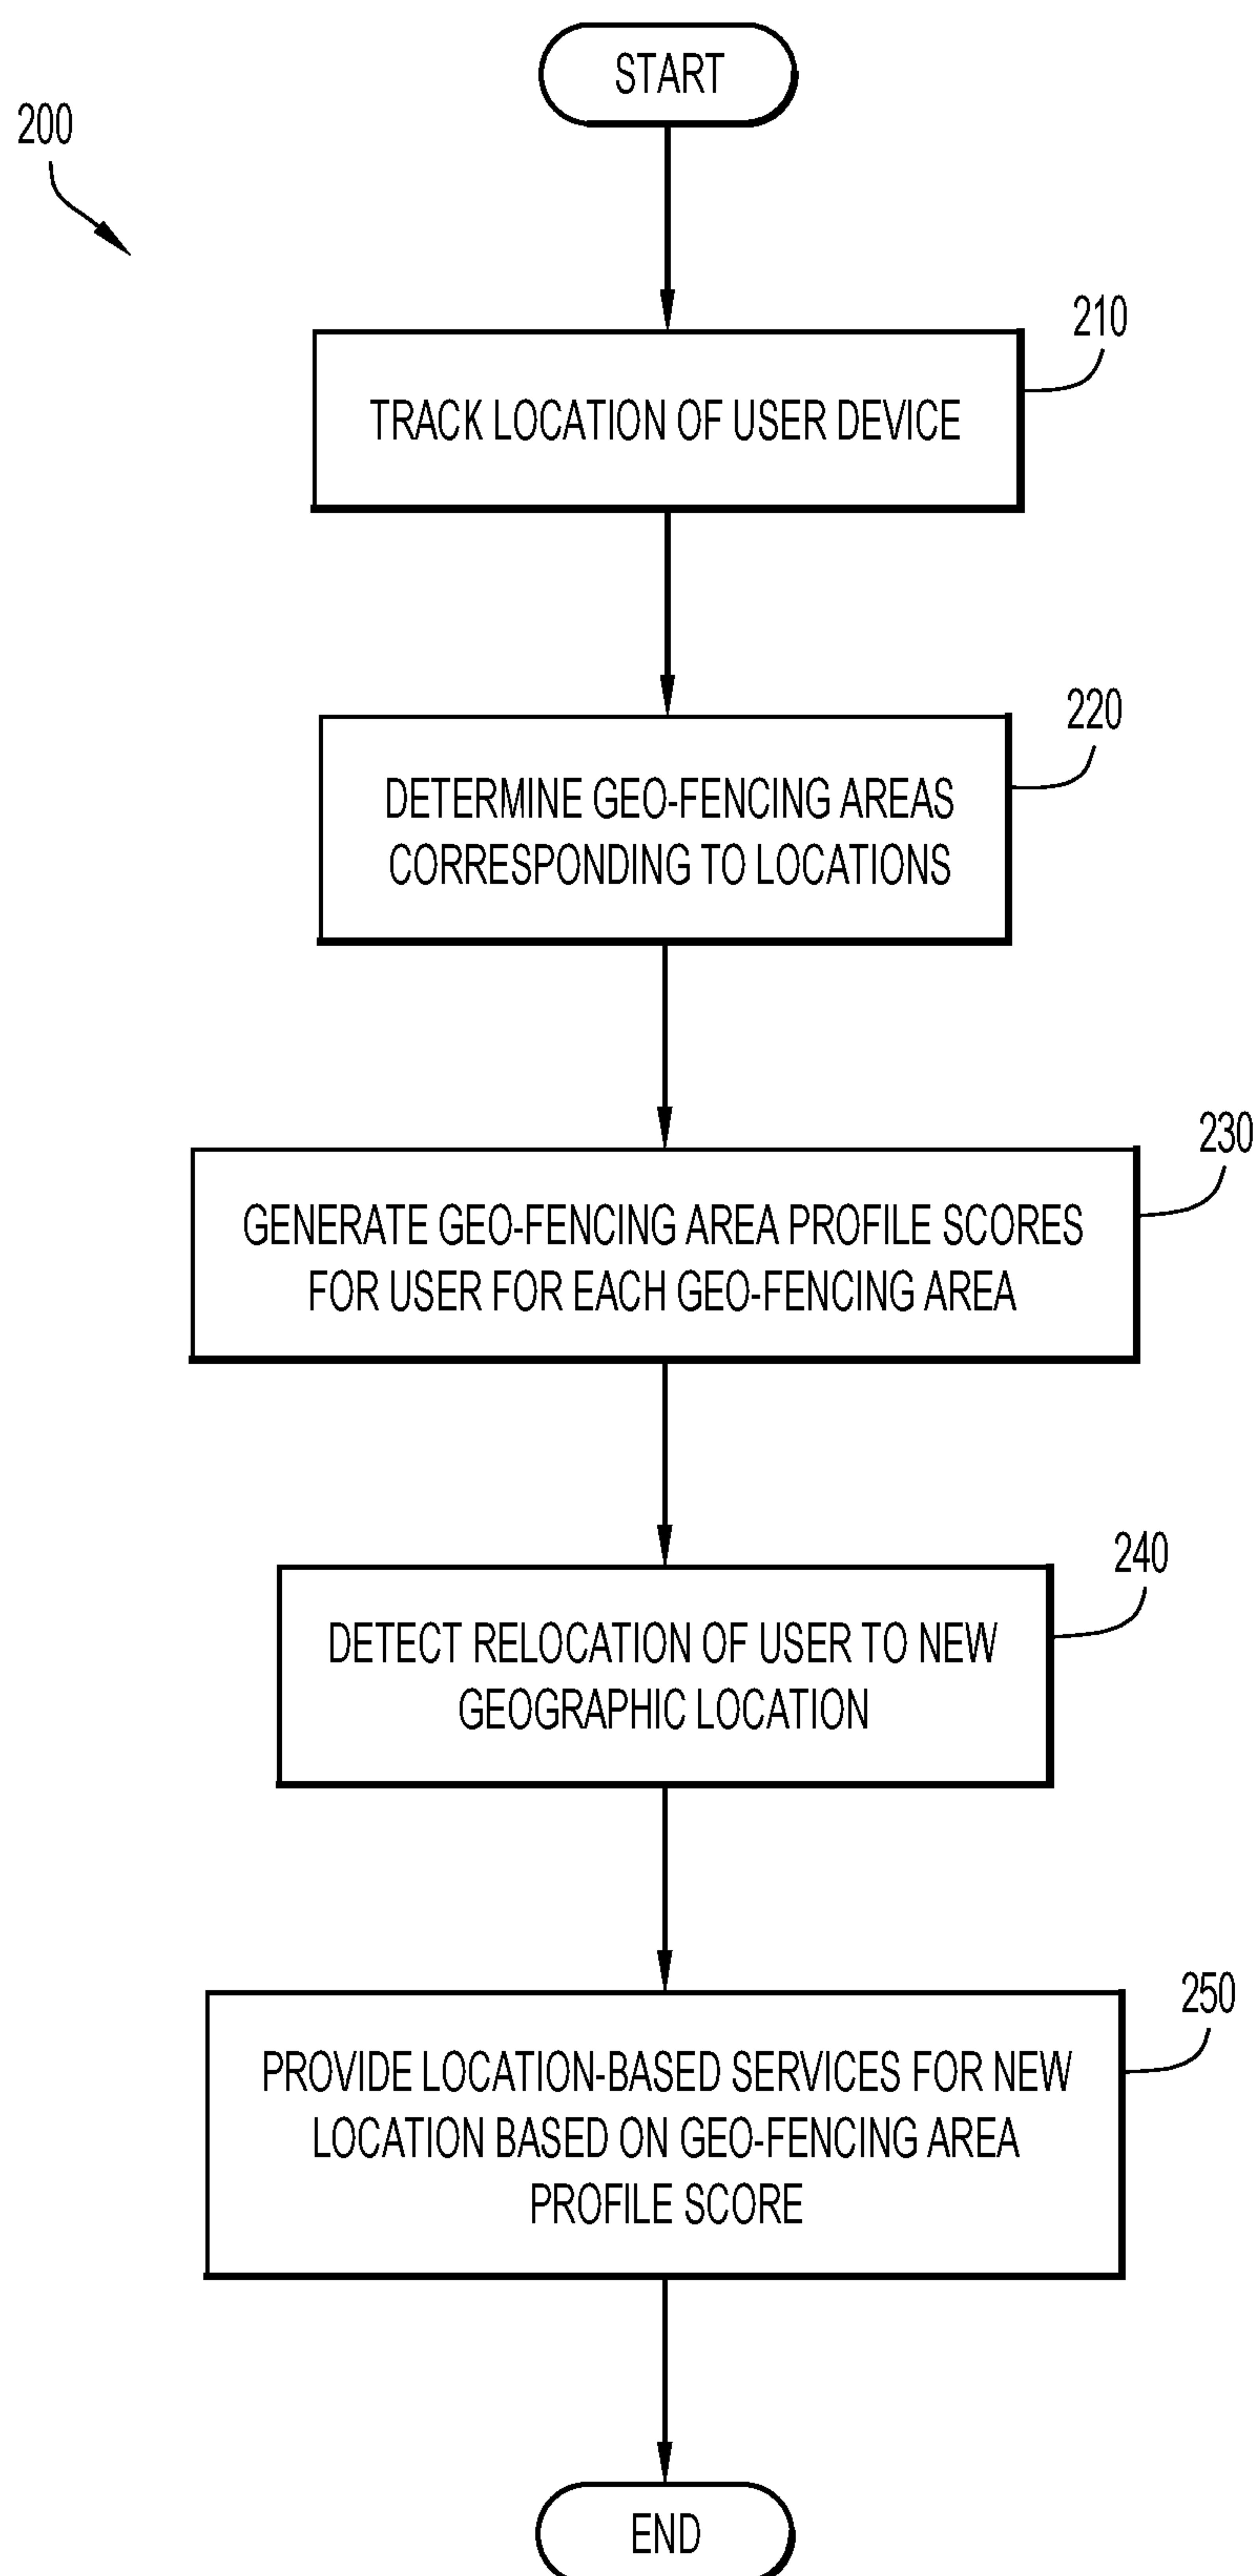 START
200
210
TRACK LOCATION OF USER DEVICE
220
DETERMINE GEO-FENCING AREAS
CORRESPONDING TO LOCATIONS
230
GENERATE GEO-FENCING AREA PROFILE SCORES
FOR USER FOR EACH GEO-FENCING AREA
240
DETECT RELOCATION OF USER TO NEW
GEOGRAPHIC LOCATION
250
PROVIDE LOCATION-BASED SERVICES FOR NEW
LOCATION BASED ON GEO-FENCING AREA
PROFILE SCORE
END